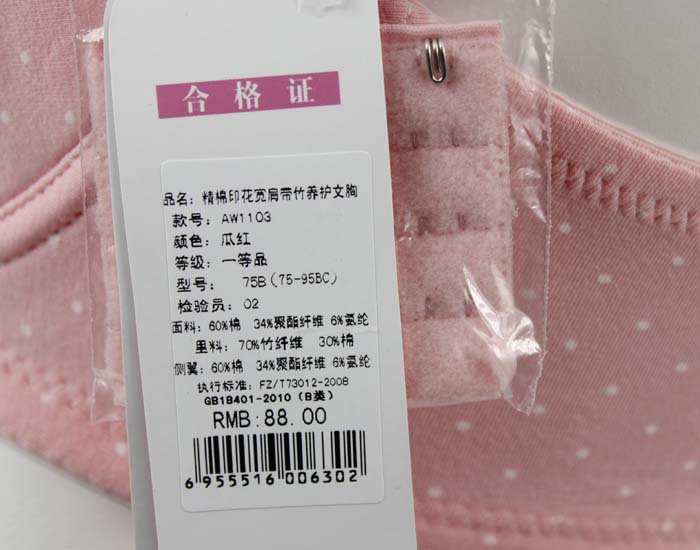 合格证
品名: 精棉印花宽肩带竹养护文胸
款号: AW1103
颜色: 瓜红
等级: 一等品
型号: 75B(75-95BC)
检验员: 02
面料: 60%棉 34%聚酯纤维 6%氨纶
里料: 70%竹纤维 30%棉
侧翼: 60%棉 34%聚酯纤维 6%氨纶
执行标准: FZ/T73012-2008
GB18401-2010 (B类)
RMB:88.00
6 955516 006302